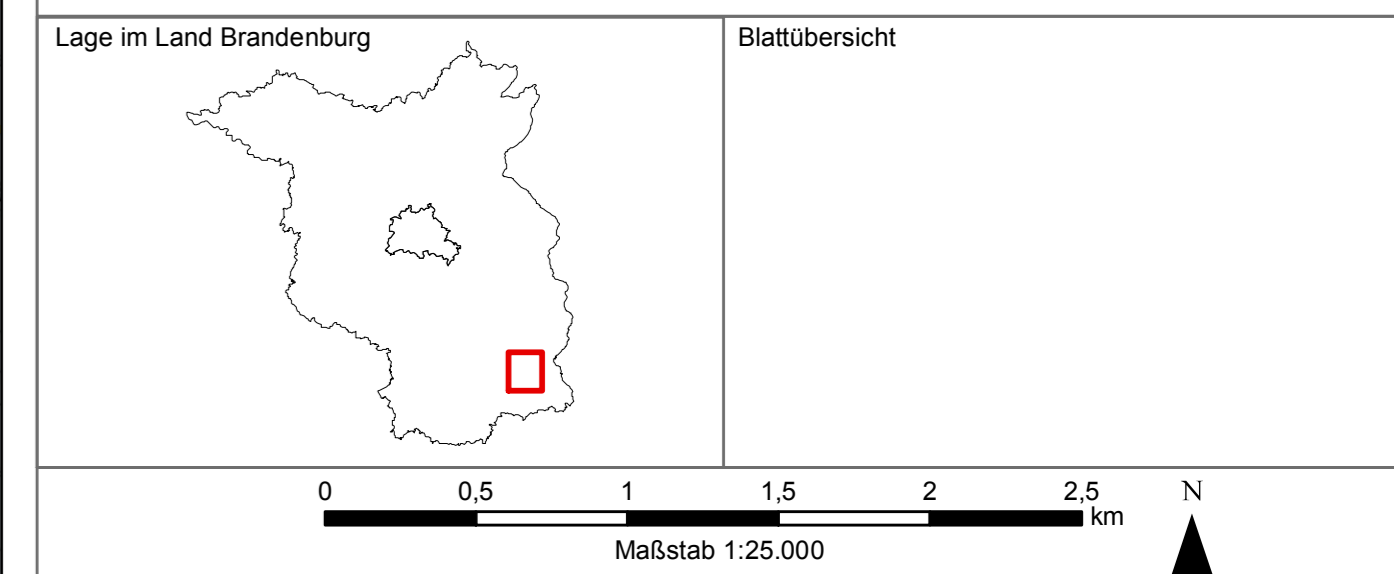 Lage im Land Brandenburg
Blattübersicht
0 0,5 1 1,5 2 2,5
km
N
Maßstab 1:25.000